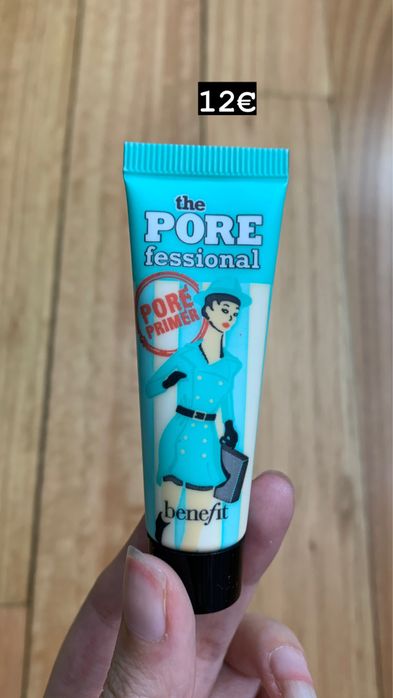 12€
the
PORE
fessional
PORE
PRIMER
benefit